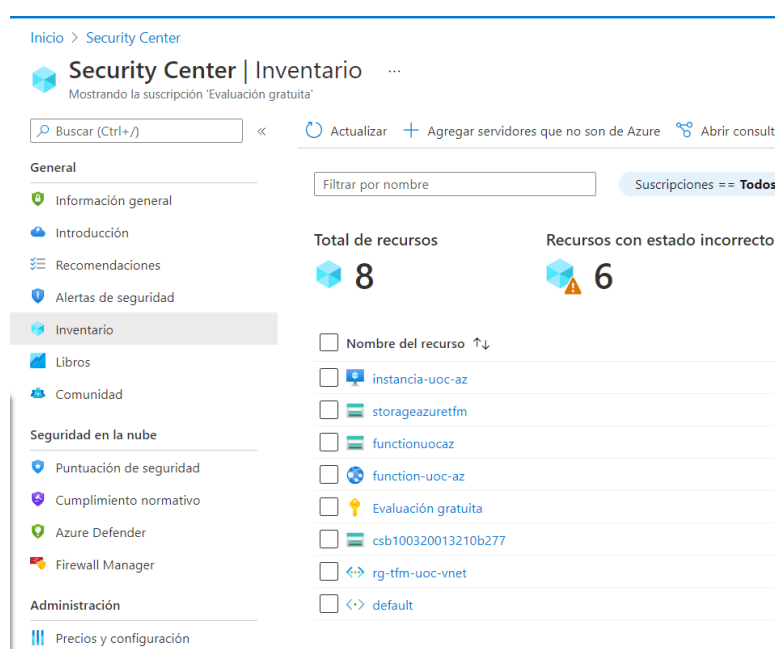 Inicio > Security Center
Security Center | Inventario ...
Mostrando la suscripción 'Evaluación gratuita'
Buscar (Ctrl+/) «
Actualizar + Agregar servidores que no son de Azure Abrir consult
General
Información general
Introducción
Recomendaciones
Alertas de seguridad
Inventario
Libros
Comunidad
Seguridad en la nube
Puntuación de seguridad
Cumplimiento normativo
Azure Defender
Firewall Manager
Administración
Precios y configuración
Filtrar por nombre
Suscripciones == Todos
Total de recursos
8
Recursos con estado incorrecto
6
Nombre del recurso ↑↓
instancia-uoc-az
storageazuretfm
functionuocaz
function-uoc-az
Evaluación gratuita
csb100320013210b277
rg-tfm-uoc-vnet
default